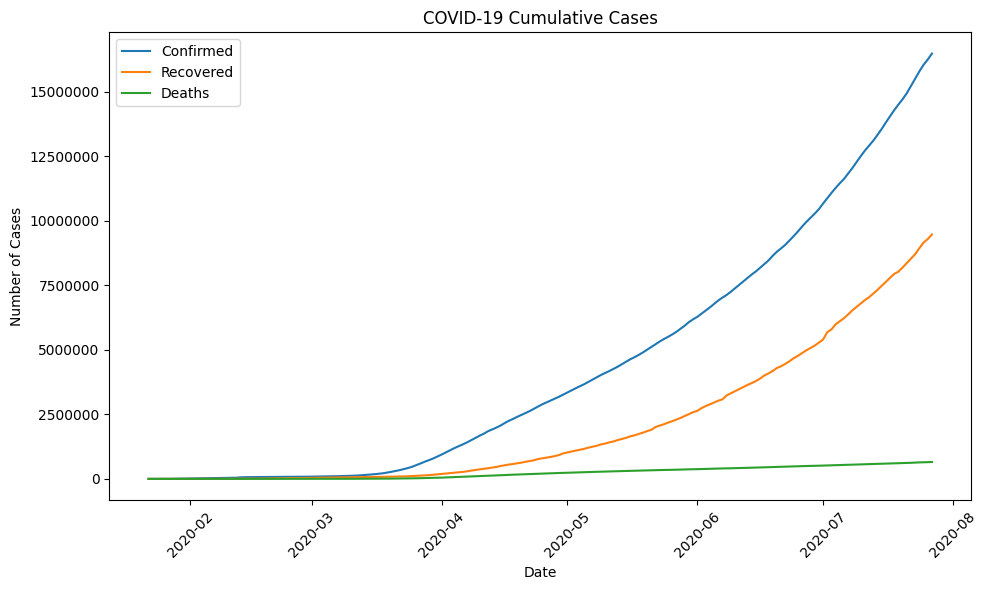 COVID-19 Cumulative Cases
Confirmed
Recovered
Deaths
Number of Cases
15000000
12500000
10000000
7500000
5000000
2500000
0
2020-02
2020-03
2020-04
2020-05
2020-06
2020-07
2020-08
Date